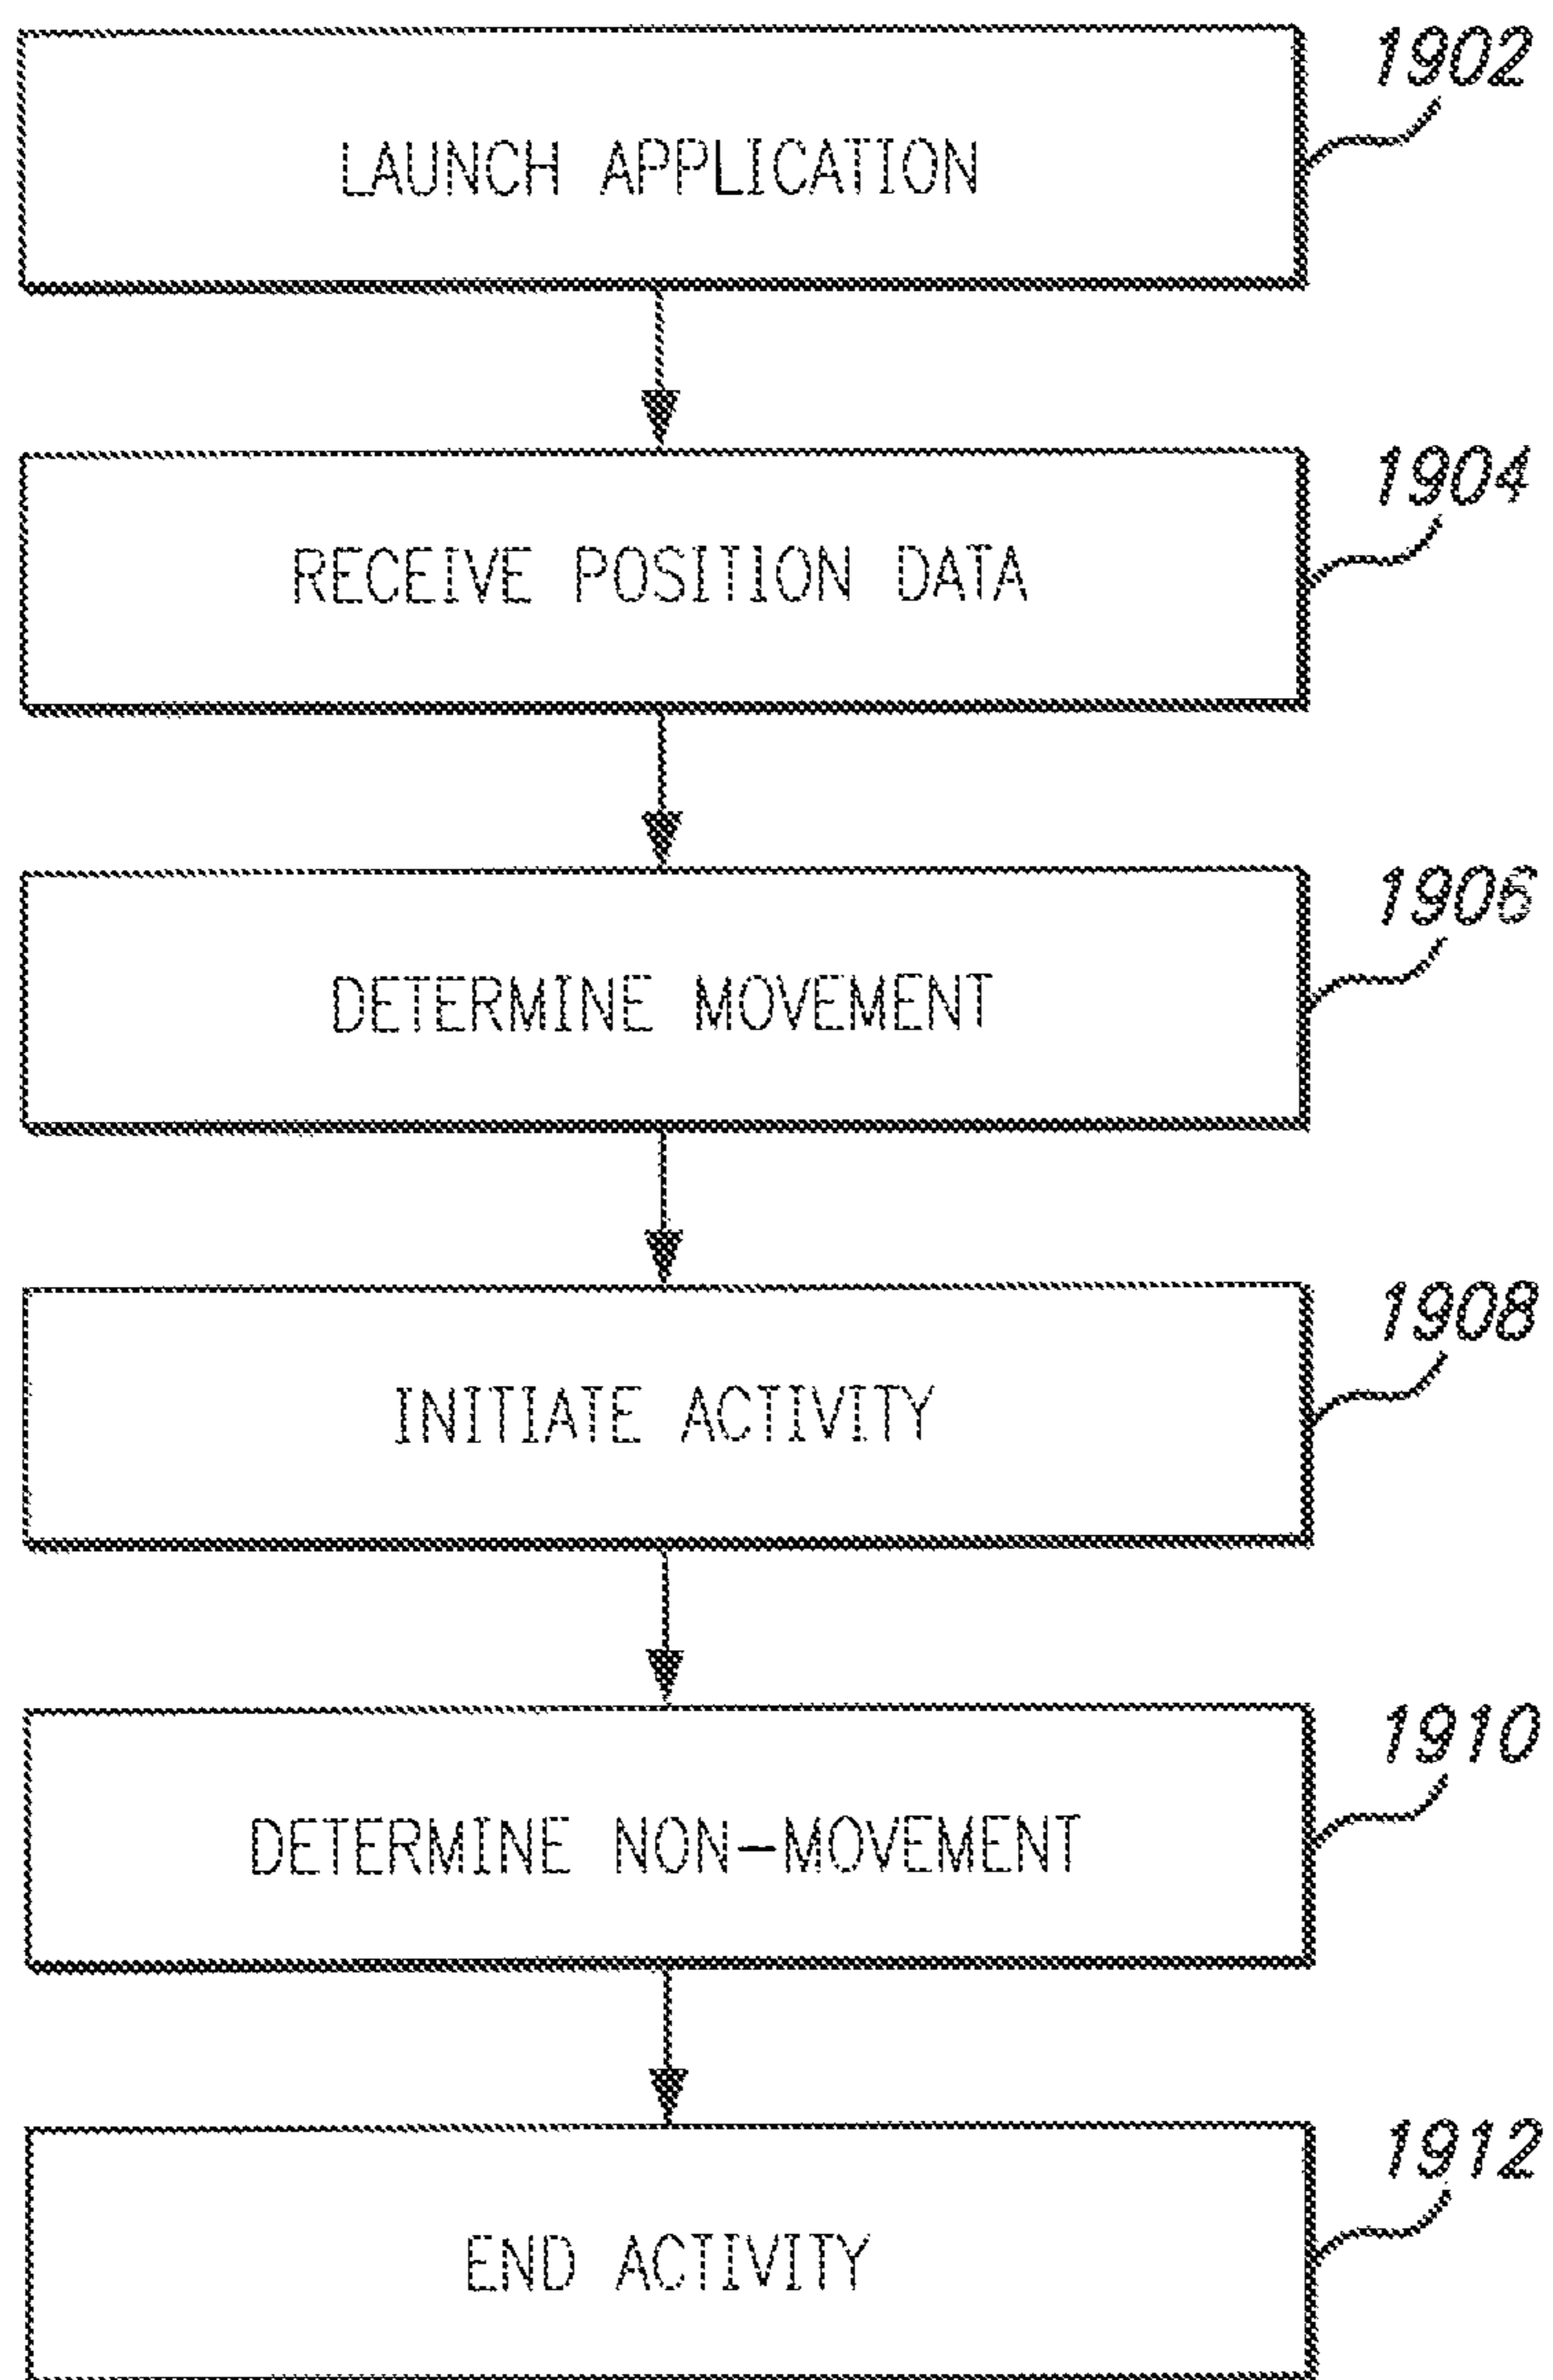 1902
LAUNCH APPLICATION
1904
RECEIVE POSITION DATA
1906
DETERMINE MOVEMENT
1908
INITIATE ACTIVITY
1910
DETERMINE NON-MOVEMENT
1912
END ACTIVITY